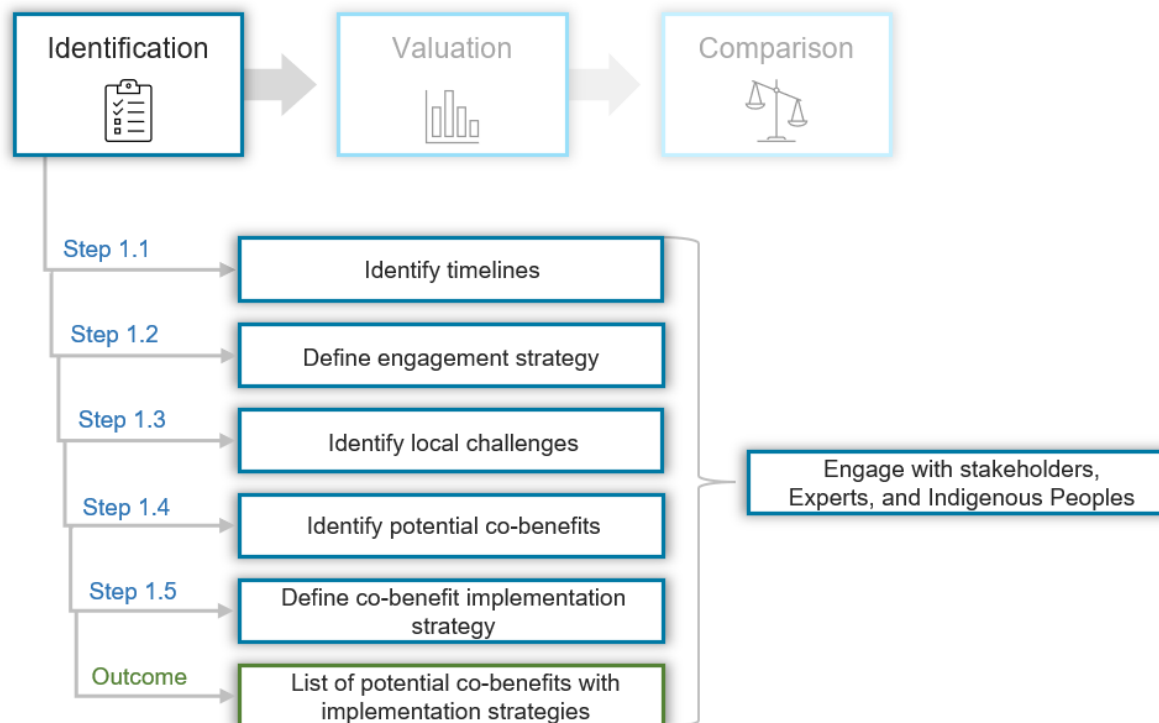 Identification
Valuation
Comparison
Step 1.1
Identify timelines
Step 1.2
Define engagement strategy
Step 1.3
Identify local challenges
Step 1.4
Identify potential co-benefits
Step 1.5
Define co-benefit implementation
strategy
Outcome
List of potential co-benefits with
implementation strategies
Engage with stakeholders,
Experts, and Indigenous Peoples